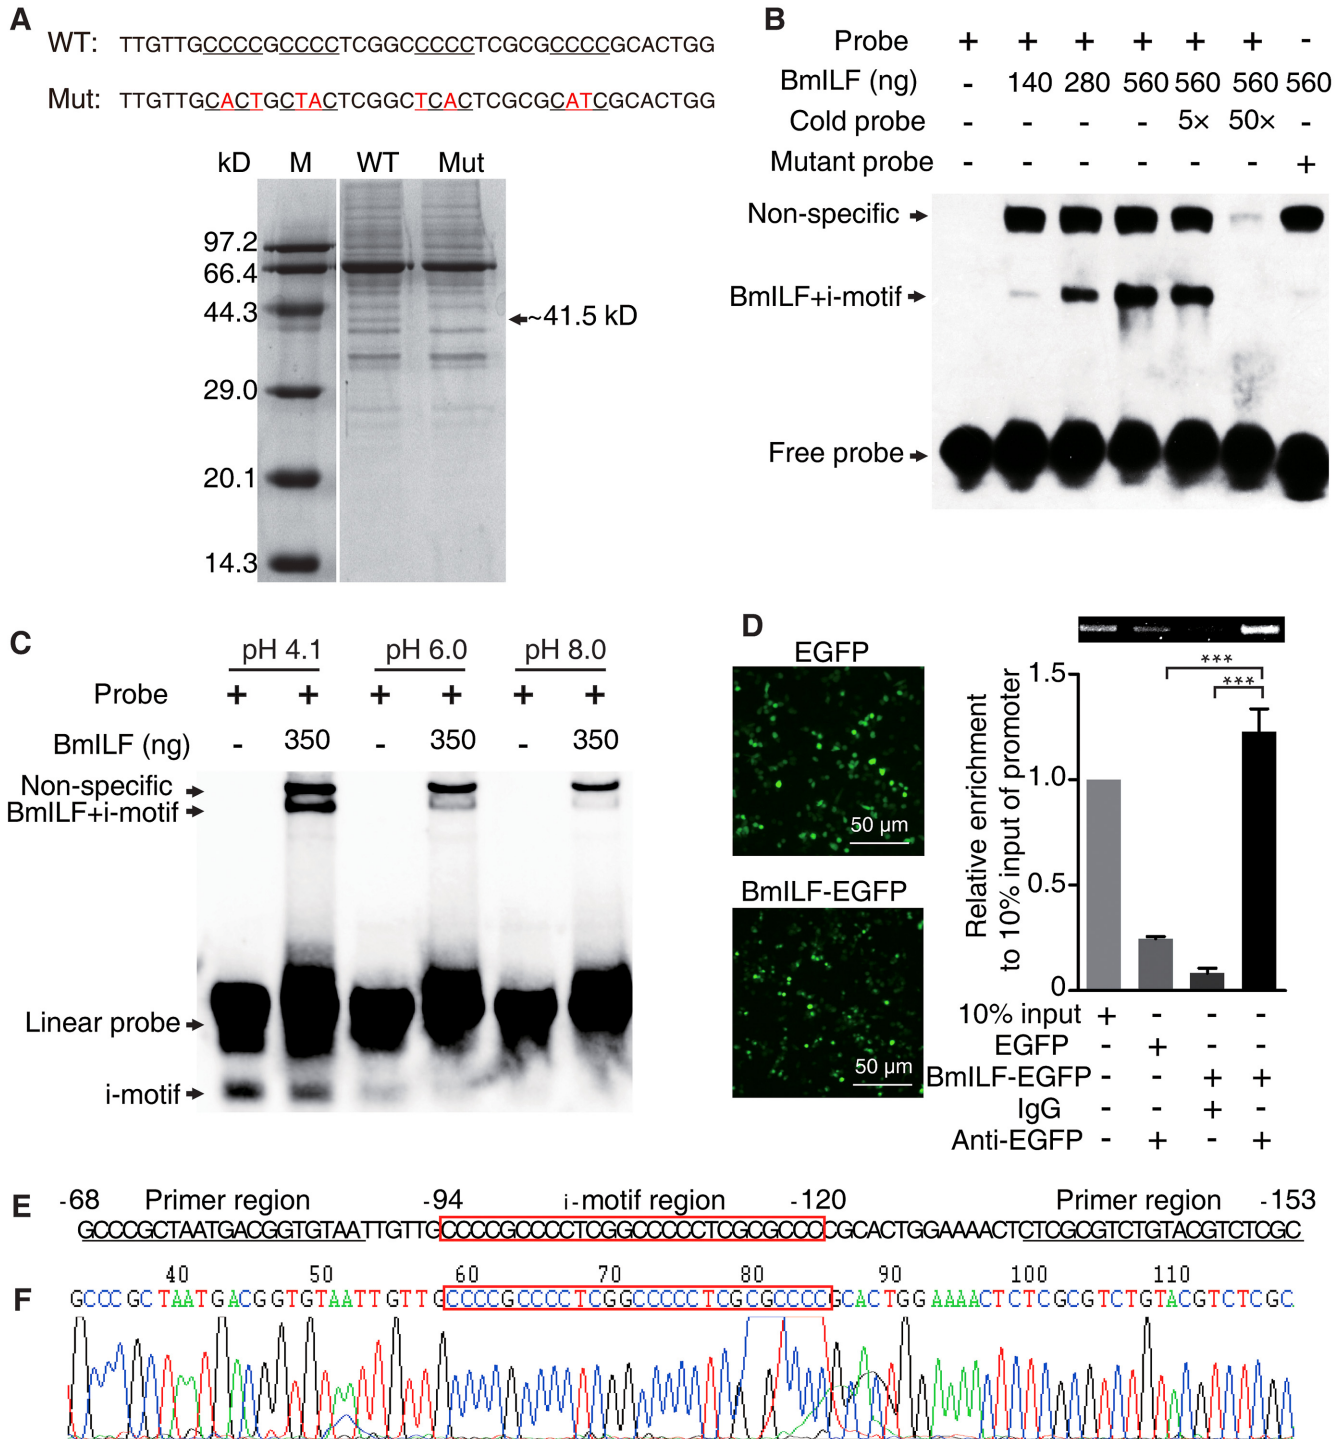 A
WT: TTGTTGCCCCGCCCCTCGGCCCCCTCGCGCCCCGCACTGG
Mut: TTGTTGCACTGCTACTCGGCTCACTCGCGCATCGCACTGG
kD M WT Mut
97.2
66.4
44.3
~41.5 kD
29.0
20.1
14.3
B
Probe + + + + + + -
BmILF (ng) - 140 280 560 560 560 560
Cold probe - - - - 5× 50× -
Mutant probe - - - - - - +
Non-specific
BmILF+i-motif
Free probe
C
pH 4.1 pH 6.0 pH 8.0
Probe + + + + + +
BmILF (ng) - 350 - 350 - 350
Non-specific
BmILF+i-motif
Linear probe
i-motif
D
EGFP
50 µm
BmILF-EGFP
50 µm
Relative enrichment
to 10% input of promoter
1.5
1.0
0.5
0
***
***
10% input + - - -
EGFP - + - -
BmILF-EGFP - - + +
IgG - - + -
Anti-EGFP - + - +
E
-68 Primer region -94 i-motif region -120 Primer region -153
GCCCGCTAATGACGGTGTAATTGTTGCCCCGCCCCTCGGCCCCCTCGCGCCCCGCACTGGAAAACTCTCGCGTCTGTACGTCTCGC
F
40 50 60 70 80 90 100 110
GCCCGCTAATGACGGTGTAATTGTTGCCCCGCCCCTCGGCCCCCTCGCGCCCCGCACTGGAAAACTCTCGCGTCTGTACGTCTCGC